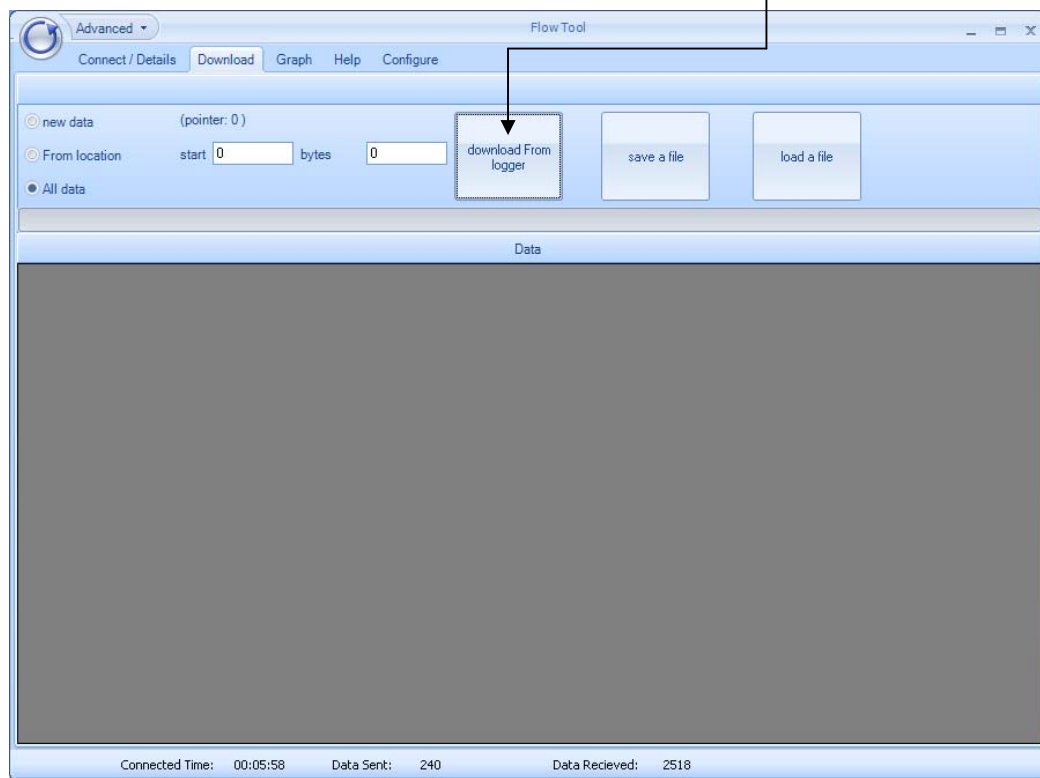 Advanced
Flow Tool
Connect / Details Download Graph Help Configure
new data (pointer: 0 )
From location start 0 bytes 0
All data
download From
logger
save a file
load a file
Data
Connected Time: 00:05:58 Data Sent: 240 Data Recieved: 2518